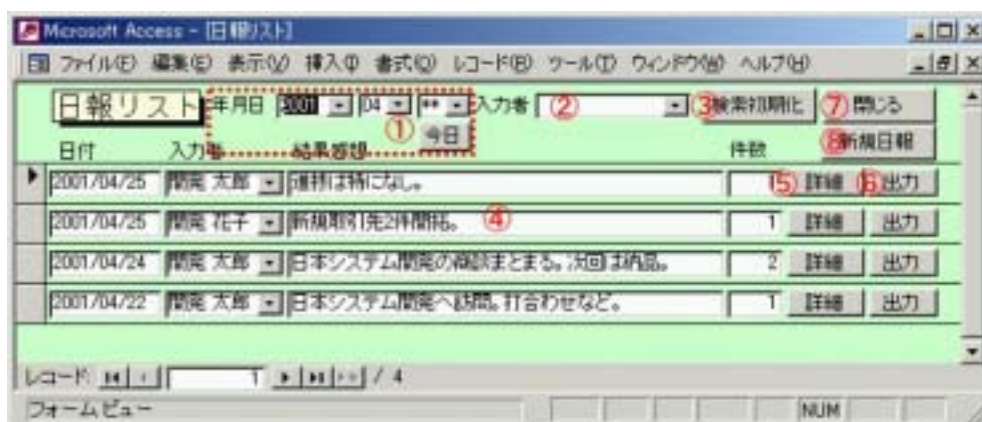 Microsoft Access - [日報リスト]
ファイル(F) 編集(E) 表示(V) 挿入(I) 書式(O) レコード(R) ツール(T) ウィンドウ(W) ヘルプ(H)
日報リスト 年月日 2001 04 ** 入力者 ② ③検索初期化 ⑦閉じる
① 今日 ⑧新規日報
日付 入力者 結果感想 件数
2001/04/25 開発 太郎 進捗は特になし。 1 ⑤詳細 ⑥出力
2001/04/25 開発 花子 新規取引先2件開拓。 ④ 1 詳細 出力
2001/04/24 開発 太郎 日本システム開発の商談まとまる。次回は納品。 2 詳細 出力
2001/04/22 開発 太郎 日本システム開発へ訪問。打合わせなど。 1 詳細 出力
レコード: 1 / 4
フォーム ビュー NUM